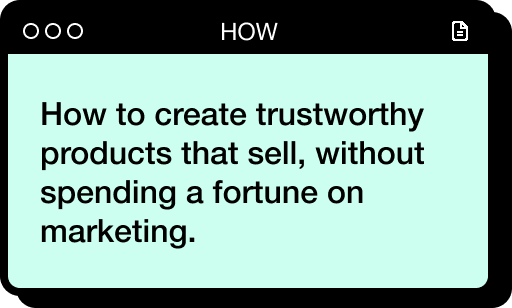 HOW
How to create trustworthy
products that sell, without
spending a fortune on
marketing.